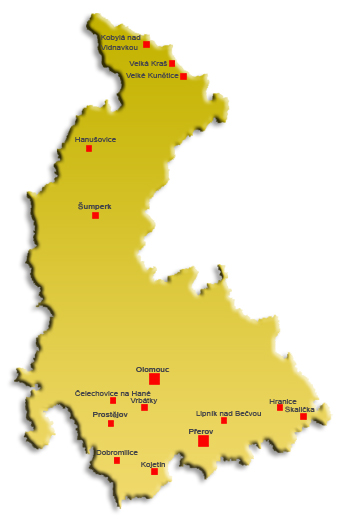 Kobylá nad
Vidnavkou
Velká Kraš
Velké Kunětice
Hanušovice
Šumperk
Olomouc
Čelechovice na Hané
Vrbátky
Hranice
Skalička
Prostějov
Lipník nad Bečvou
Přerov
Dobromilice
Kojetín